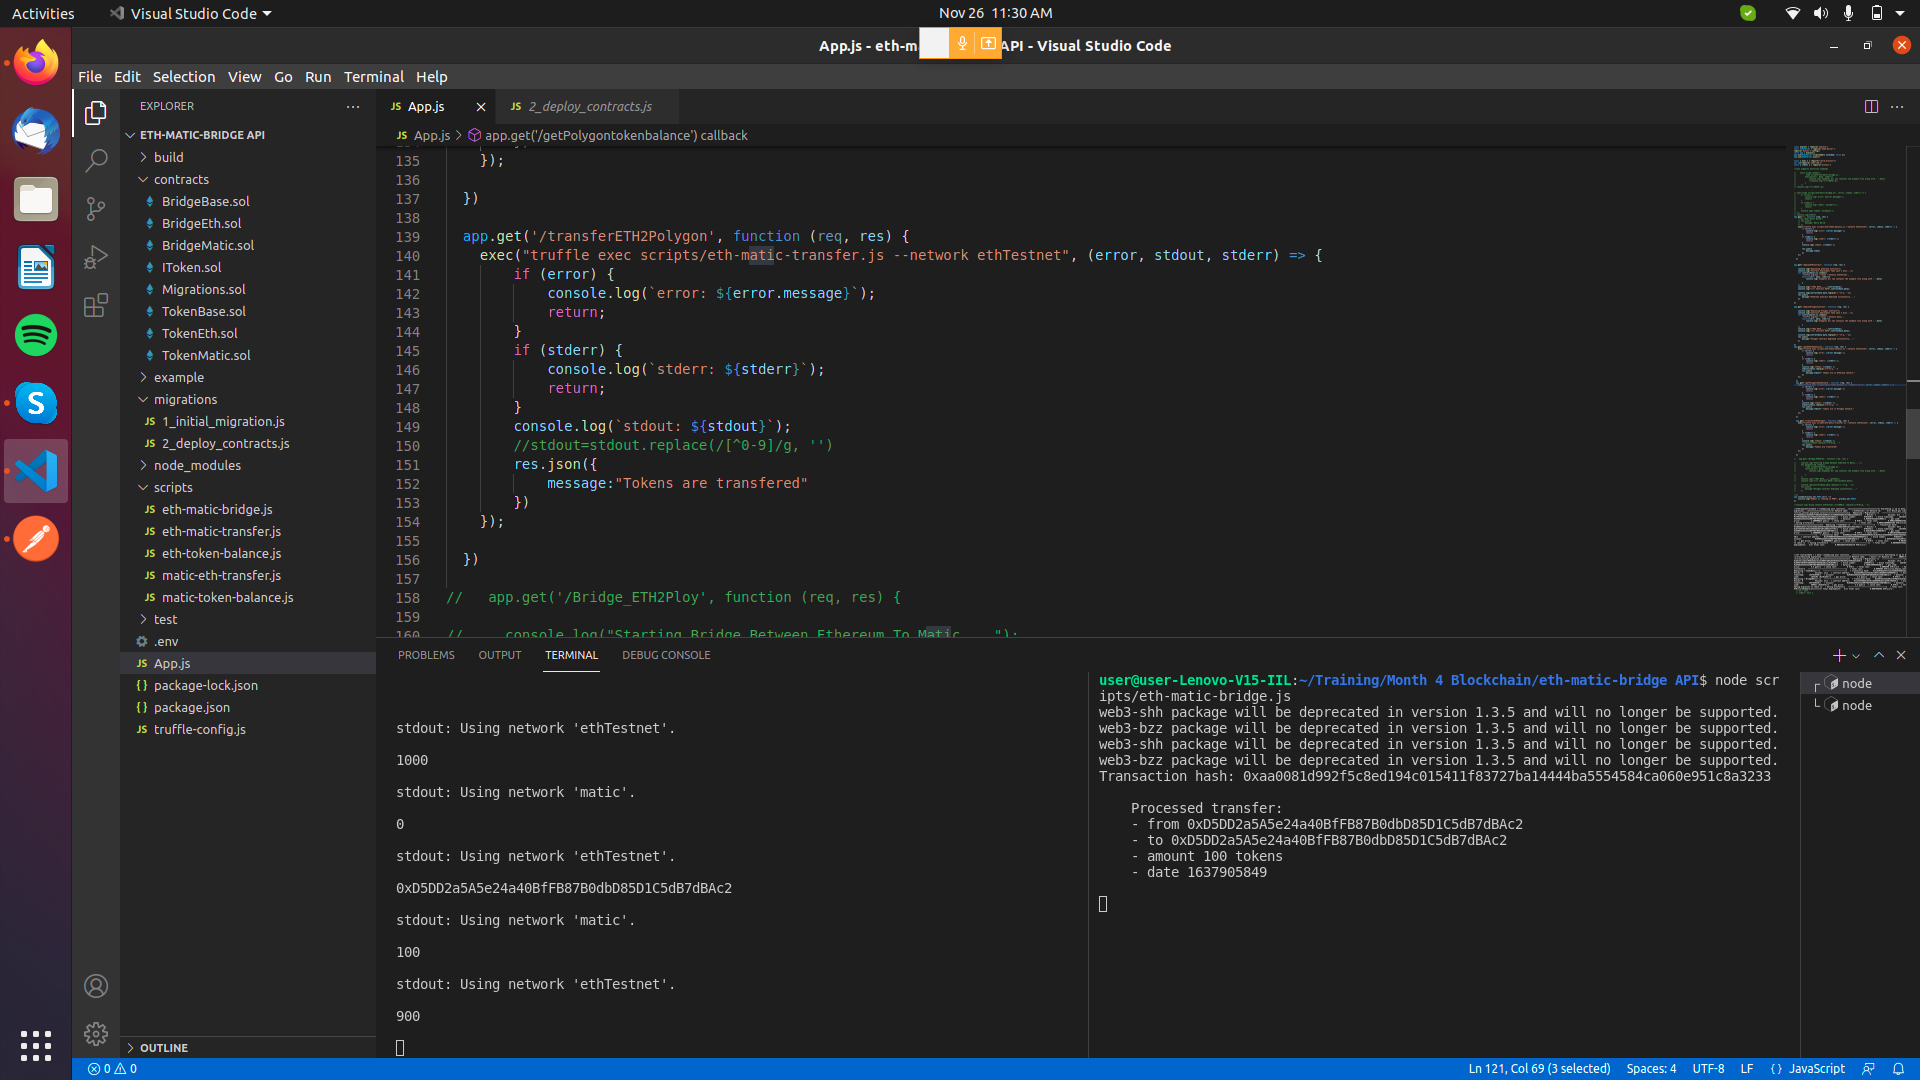 Activities
Visual Studio Code
Nov 26 11:30 AM
App.js - eth-ma
API - Visual Studio Code
File Edit Selection View Go Run Terminal Help
EXPLORER
ETH-MATIC-BRIDGE API
build
contracts
BridgeBase.sol
BridgeEth.sol
BridgeMatic.sol
IToken.sol
Migrations.sol
TokenBase.sol
TokenEth.sol
TokenMatic.sol
example
migrations
JS 1_initial_migration.js
JS 2_deploy_contracts.js
node_modules
scripts
JS eth-matic-bridge.js
JS eth-matic-transfer.js
JS eth-token-balance.js
JS matic-eth-transfer.js
JS matic-token-balance.js
test
.env
JS App.js
{} package-lock.json
{} package.json
JS truffle-config.js
OUTLINE
JS App.js
JS 2_deploy_contracts.js
JS App.js > app.get('/getPolygontokenbalance') callback
135 });
136
137 })
138
139 app.get('/transferETH2Polygon', function (req, res) {
140 exec("truffle exec scripts/eth-matic-transfer.js --network ethTestnet", (error, stdout, stderr) => {
141 if (error) {
142 console.log(`error: ${error.message}`);
143 return;
144 }
145 if (stderr) {
146 console.log(`stderr: ${stderr}`);
147 return;
148 }
149 console.log(`stdout: ${stdout}`);
150 //stdout=stdout.replace(/[^0-9]/g, '')
151 res.json({
152 message:"Tokens are transfered"
153 })
154 });
155
156 })
157
158 // app.get('/Bridge_ETH2Ploy', function (req, res) {
159
160 // console.log("Starting Bridge Between Ethereum To Matic ...");
PROBLEMS OUTPUT TERMINAL DEBUG CONSOLE
stdout: Using network 'ethTestnet'.
1000
stdout: Using network 'matic'.
0
stdout: Using network 'ethTestnet'.
0xD5DD2a5A5e24a40BfFB87B0dbD85D1C5dB7dBAc2
stdout: Using network 'matic'.
100
stdout: Using network 'ethTestnet'.
900
user@user-Lenovo-V15-IIL:~/Training/Month 4 Blockchain/eth-matic-bridge API$ node scr
ipts/eth-matic-bridge.js
web3-shh package will be deprecated in version 1.3.5 and will no longer be supported.
web3-bzz package will be deprecated in version 1.3.5 and will no longer be supported.
web3-shh package will be deprecated in version 1.3.5 and will no longer be supported.
web3-bzz package will be deprecated in version 1.3.5 and will no longer be supported.
Transaction hash: 0xaa0081d992f5c8ed194c015411f83727ba14444ba5554584ca060e951c8a3233
Processed transfer:
- from 0xD5DD2a5A5e24a40BfFB87B0dbD85D1C5dB7dBAc2
- to 0xD5DD2a5A5e24a40BfFB87B0dbD85D1C5dB7dBAc2
- amount 100 tokens
- date 1637905849
node
node
0 0
Ln 121, Col 69 (3 selected)
Spaces: 4
UTF-8
LF
{} JavaScript